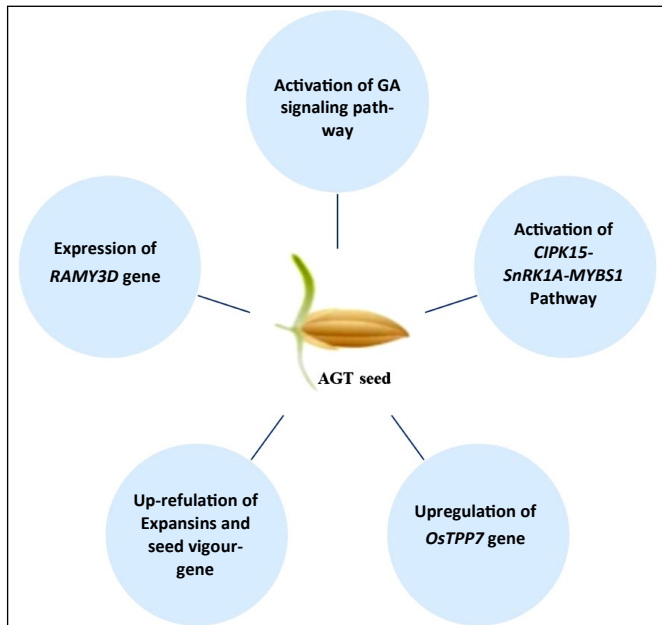 Activation of GA
signaling path-
way
Expression of
RAMY3D gene
Activation of
CIPK15-
SnRK1A-MYBS1
Pathway
AGT seed
Up-refulation of
Expansins and
seed vigour-
gene
Upregulation of
OsTPP7 gene